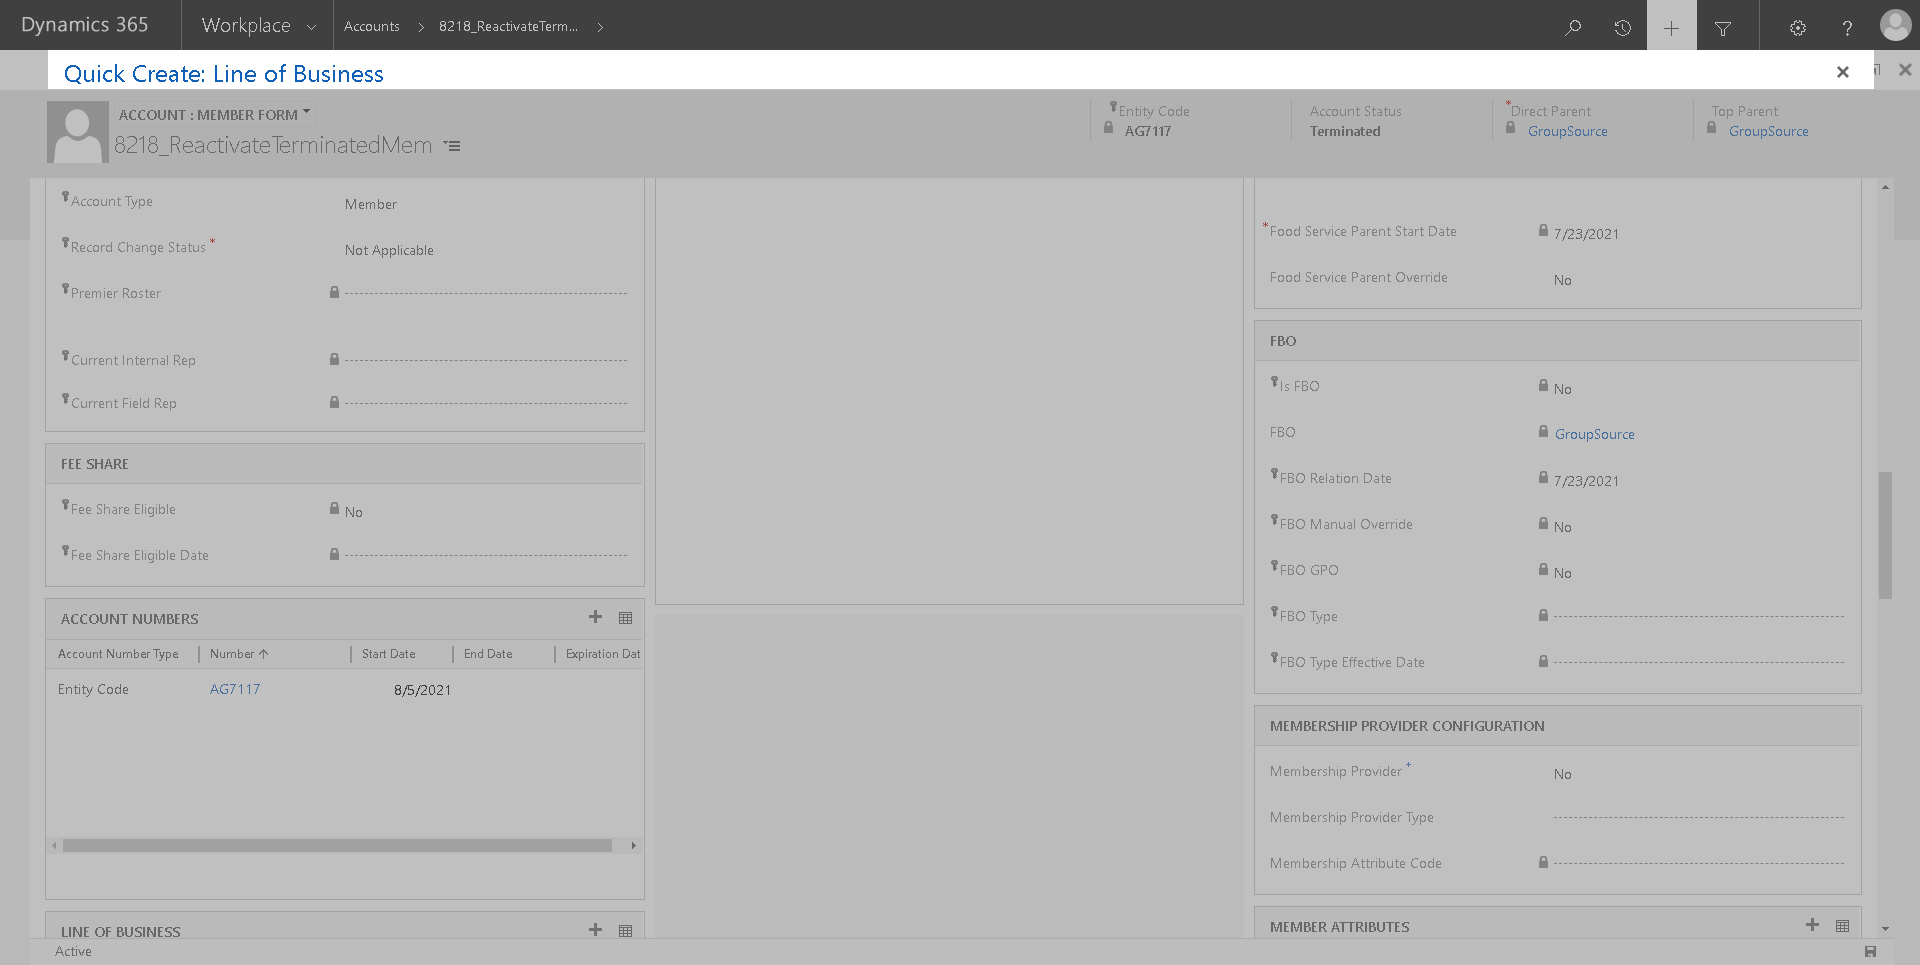 Dynamics 365 Workplace Accounts > 8218_ReactivateTerm... > ?
Quick Create: Line of Business
ACCOUNT : MEMBER FORM
8218_ReactivateTerminatedMem
Entity Code
AG7117
Account Status
Terminated
*Direct Parent
GroupSource
Top Parent
GroupSource
Account Type Member
Record Change Status * Not Applicable
Premier Roster
Current Internal Rep
Current Field Rep
FEE SHARE
Fee Share Eligible No
Fee Share Eligible Date
ACCOUNT NUMBERS
Account Number Type Number ↑ Start Date End Date Expiration Dat
Entity Code AG7117 8/5/2021
LINE OF BUSINESS
*Food Service Parent Start Date 7/23/2021
Food Service Parent Override No
FBO
Is FBO No
FBO GroupSource
FBO Relation Date 7/23/2021
FBO Manual Override No
FBO GPO No
FBO Type
FBO Type Effective Date
MEMBERSHIP PROVIDER CONFIGURATION
Membership Provider + No
Membership Provider Type
Membership Attribute Code
MEMBER ATTRIBUTES
Active